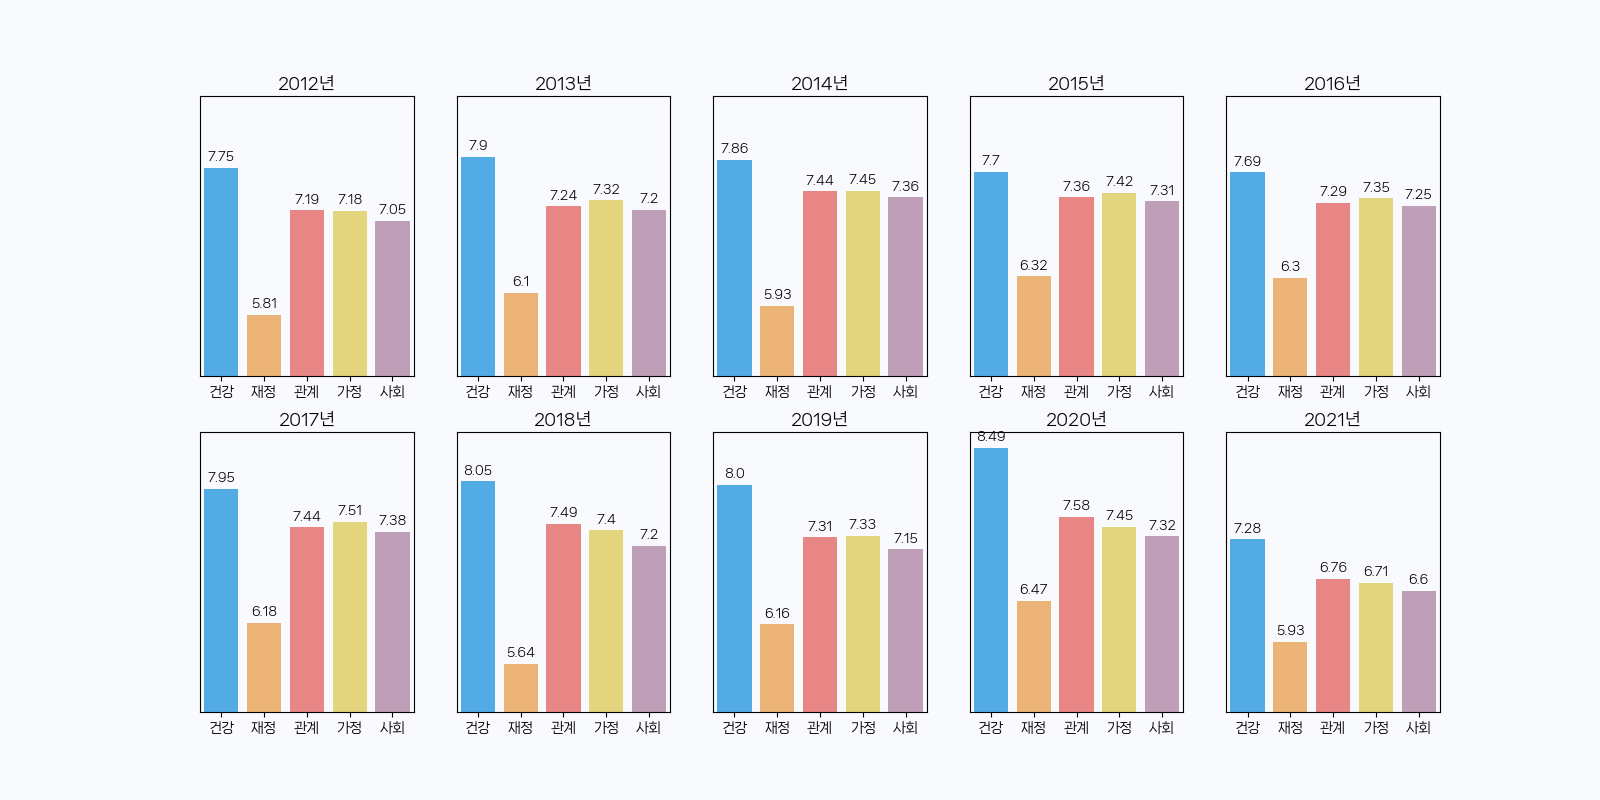 2012년 2013년 2014년 2015년 2016년
7.75 5.81 7.19 7.18 7.05
7.9 6.1 7.24 7.32 7.2
7.86 5.93 7.44 7.45 7.36
7.7 6.32 7.36 7.42 7.31
7.69 6.3 7.29 7.35 7.25
건강 재정 관계 가정 사회 건강 재정 관계 가정 사회 건강 재정 관계 가정 사회 건강 재정 관계 가정 사회 건강 재정 관계 가정 사회
2017년 2018년 2019년 2020년 2021년
7.95 6.18 7.44 7.51 7.38
8.05 5.64 7.49 7.4 7.2
8.0 6.16 7.31 7.33 7.15
8.49 6.47 7.58 7.45 7.32
7.28 5.93 6.76 6.71 6.6
건강 재정 관계 가정 사회 건강 재정 관계 가정 사회 건강 재정 관계 가정 사회 건강 재정 관계 가정 사회 건강 재정 관계 가정 사회